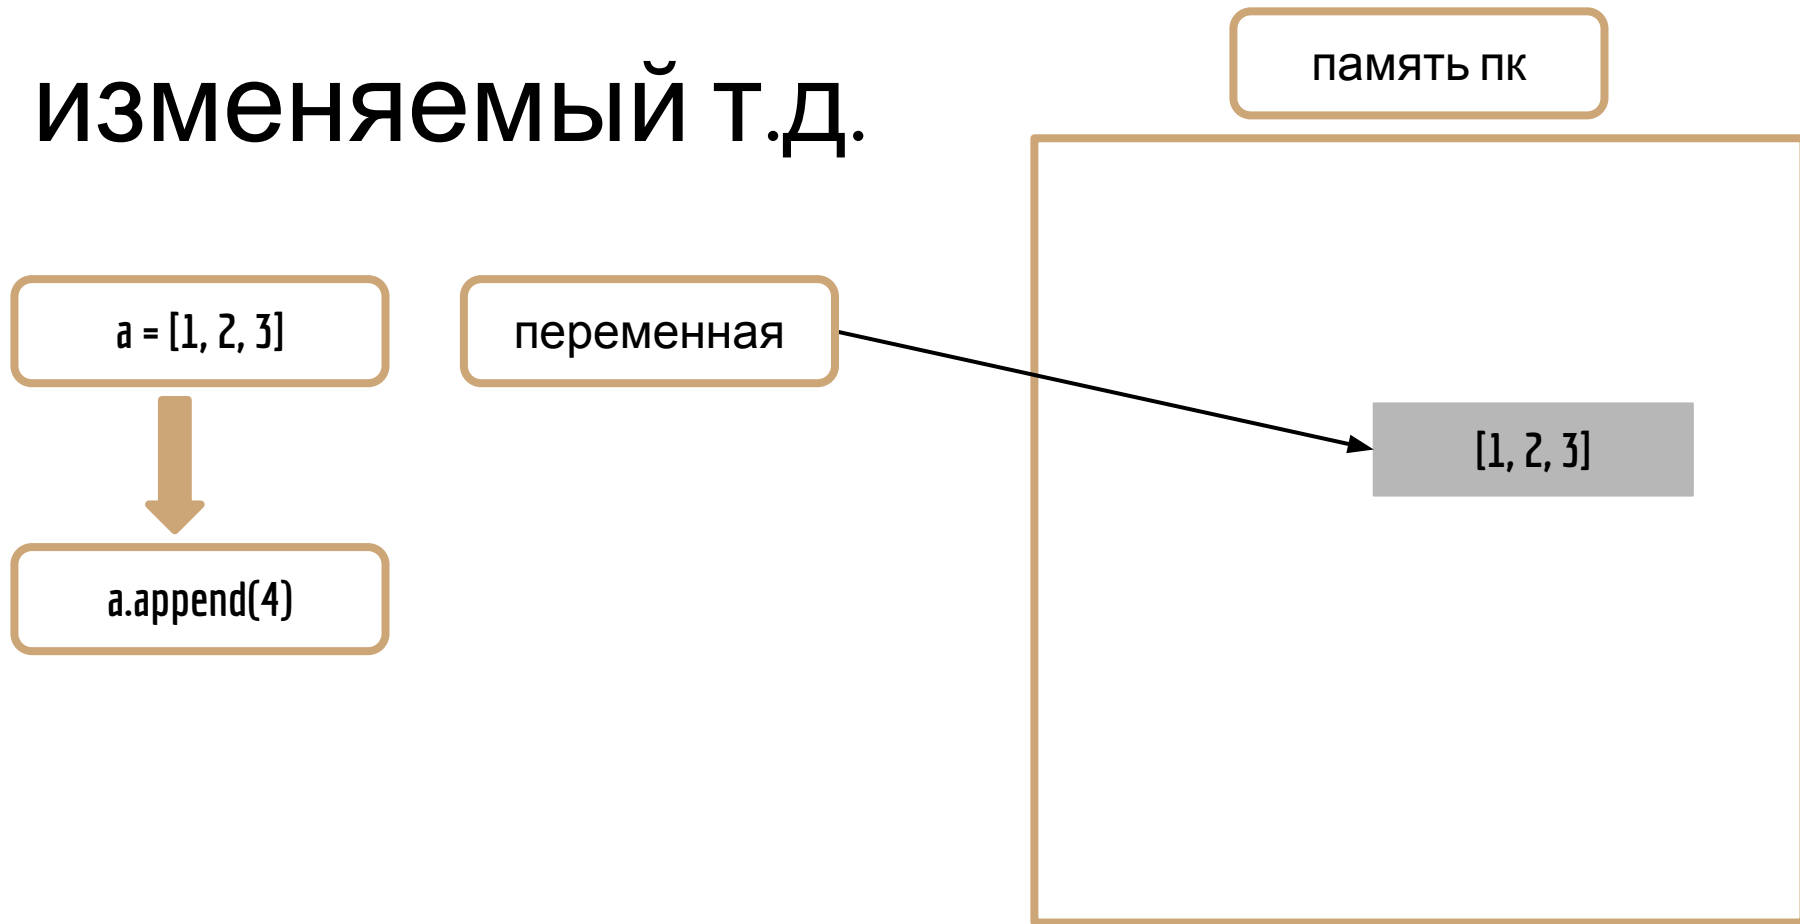 изменяемый т.д.
память пк
a = [1, 2, 3]
переменная
[1, 2, 3]
a.append(4)